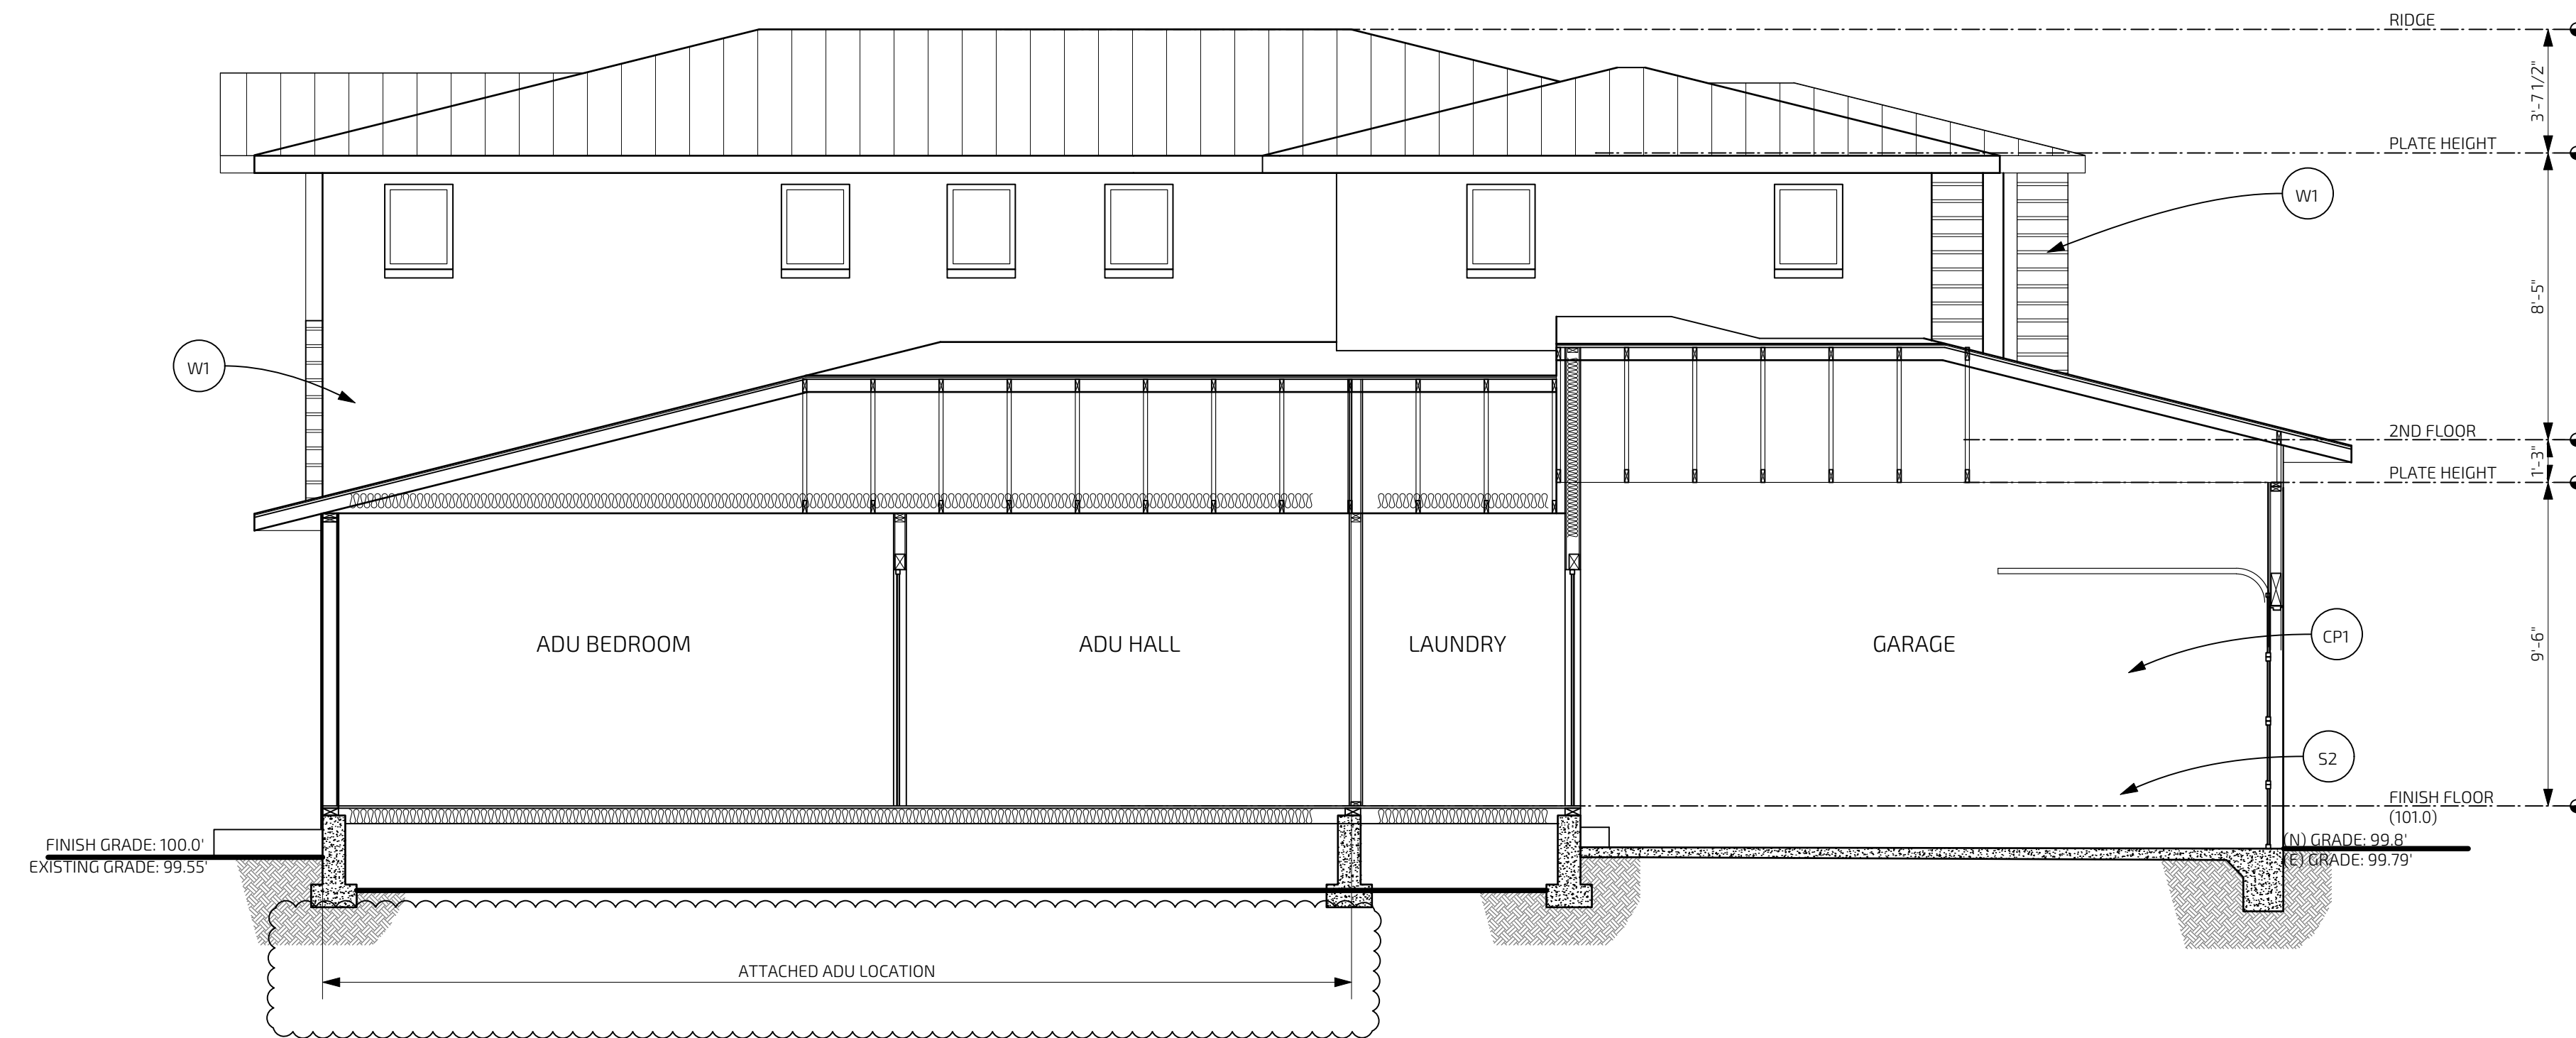 RIDGE
3'-7 1/2"
PLATE HEIGHT
W1
8'-5"
W1
2ND FLOOR
1'-3"
PLATE HEIGHT
ADU BEDROOM
ADU HALL
LAUNDRY
GARAGE
CP1
9'-6"
S2
FINISH FLOOR
(101.0)
FINISH GRADE: 100.0'
EXISTING GRADE: 99.55'
(N) GRADE: 99.8'
(E) GRADE: 99.79'
ATTACHED ADU LOCATION